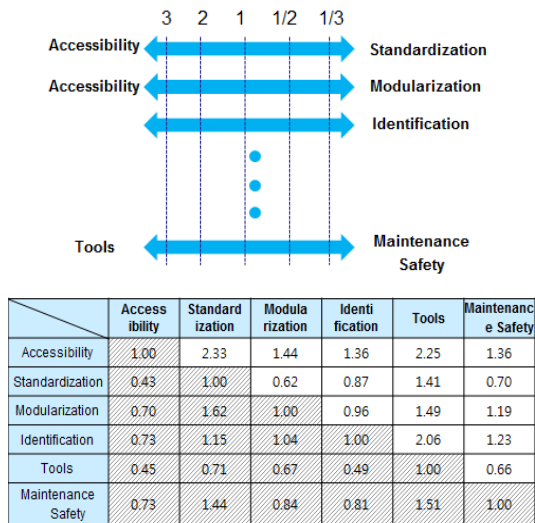 3 2 1 1/2 1/3
Accessibility Standardization
Accessibility Modularization
Identification
Tools Maintenance
Safety
Access Standard Modula Identi Tools Maintenanc
ibility ization rization fication e Safety
Accessibility 1.00 2.33 1.44 1.36 2.25 1.36
Standardization 0.43 1.00 0.62 0.87 1.41 0.70
Modularization 0.70 1.62 1.00 0.96 1.49 1.19
Identification 0.73 1.15 1.04 1.00 2.06 1.23
Tools 0.45 0.71 0.67 0.49 1.00 0.66
Maintenance
Safety 0.73 1.44 0.84 0.81 1.51 1.00